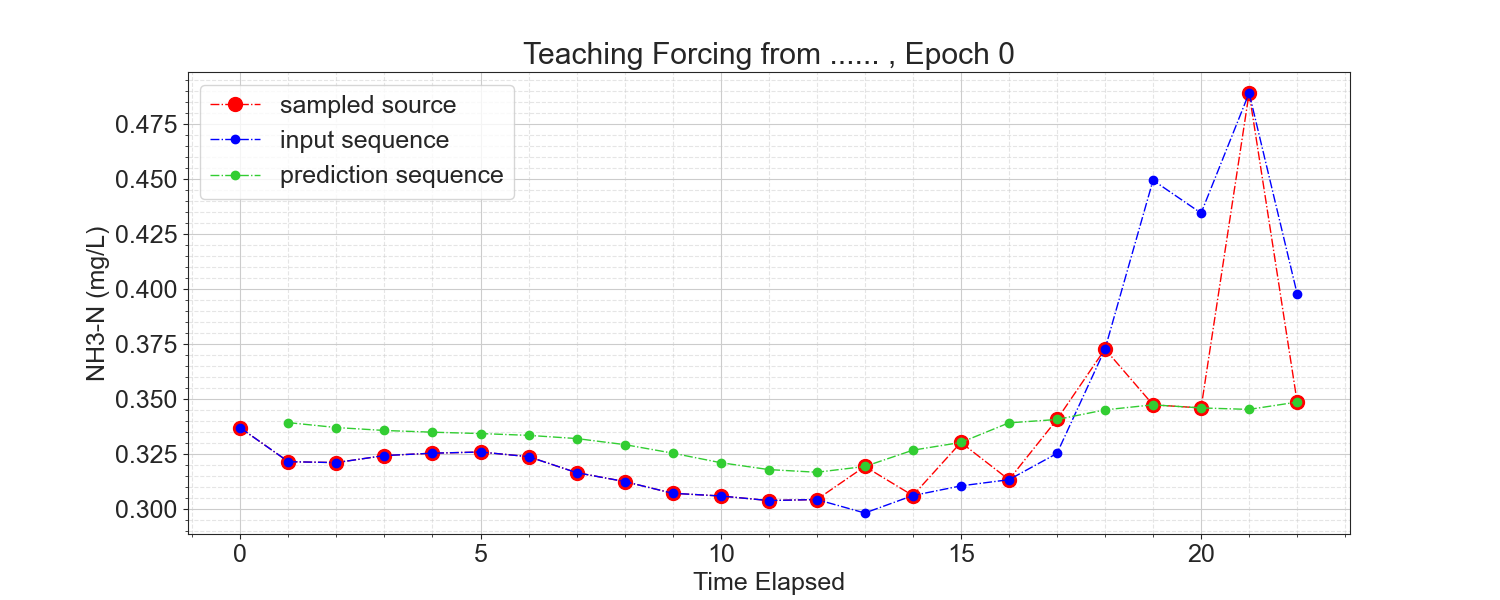 Teaching Forcing from ...... , Epoch 0
sampled source
input sequence
prediction sequence
NH3-N (mg/L)
0.475
0.450
0.425
0.400
0.375
0.350
0.325
0.300
0 5 10 15 20
Time Elapsed